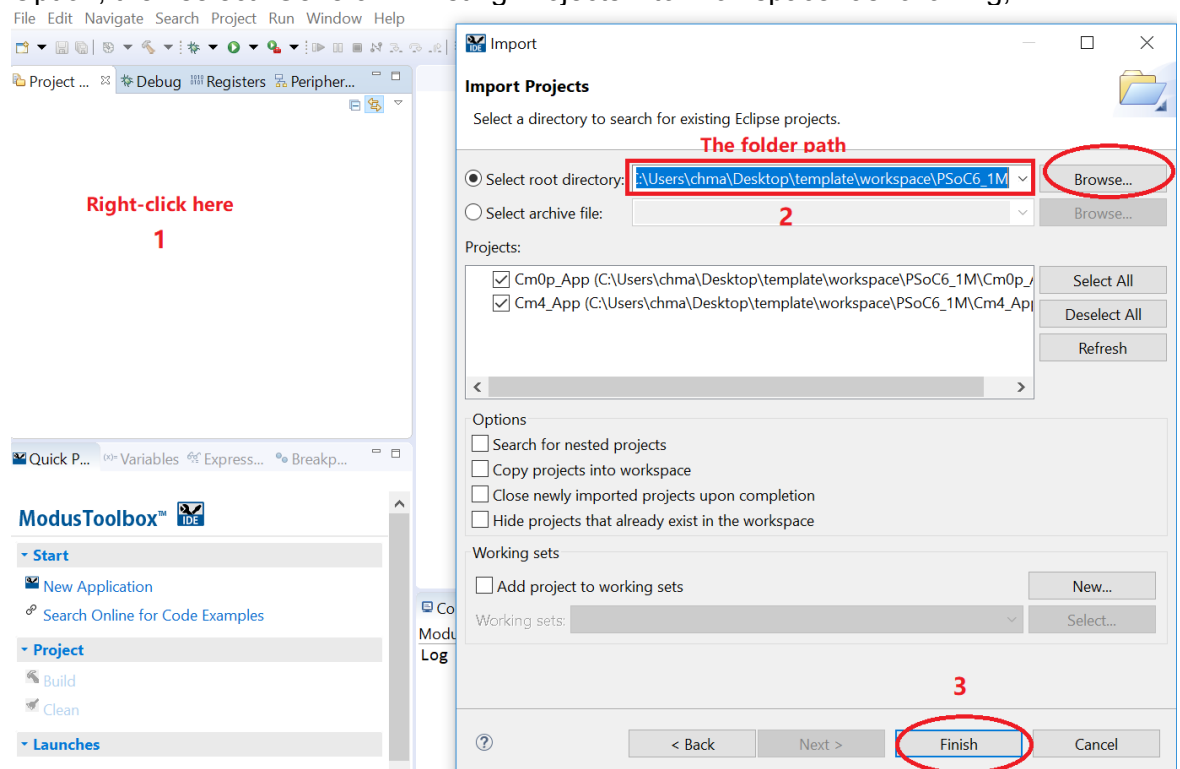 File Edit Navigate Search Project Run Window Help
Project ... Debug Registers Peripher...
Right-click here
1
Quick P... Variables Express... Breakp...
ModusToolbox™ IDE
Start
New Application
Search Online for Code Examples
Project
Build
Clean
Launches
Co
Modu
Log
IDE Import
Import Projects
Select a directory to search for existing Eclipse projects.
The folder path
Select root directory: :\Users\chma\Desktop\template\workspace\PSoC6_1M Browse...
Select archive file: 2 Browse...
Projects:
Cm0p_App (C:\Users\chma\Desktop\template\workspace\PSoC6_1M\Cm0p_A Select All
Cm4_App (C:\Users\chma\Desktop\template\workspace\PSoC6_1M\Cm4_App Deselect All
Refresh
Options
Search for nested projects
Copy projects into workspace
Close newly imported projects upon completion
Hide projects that already exist in the workspace
Working sets
Add project to working sets New...
Working sets: Select...
3
? < Back Next > Finish Cancel